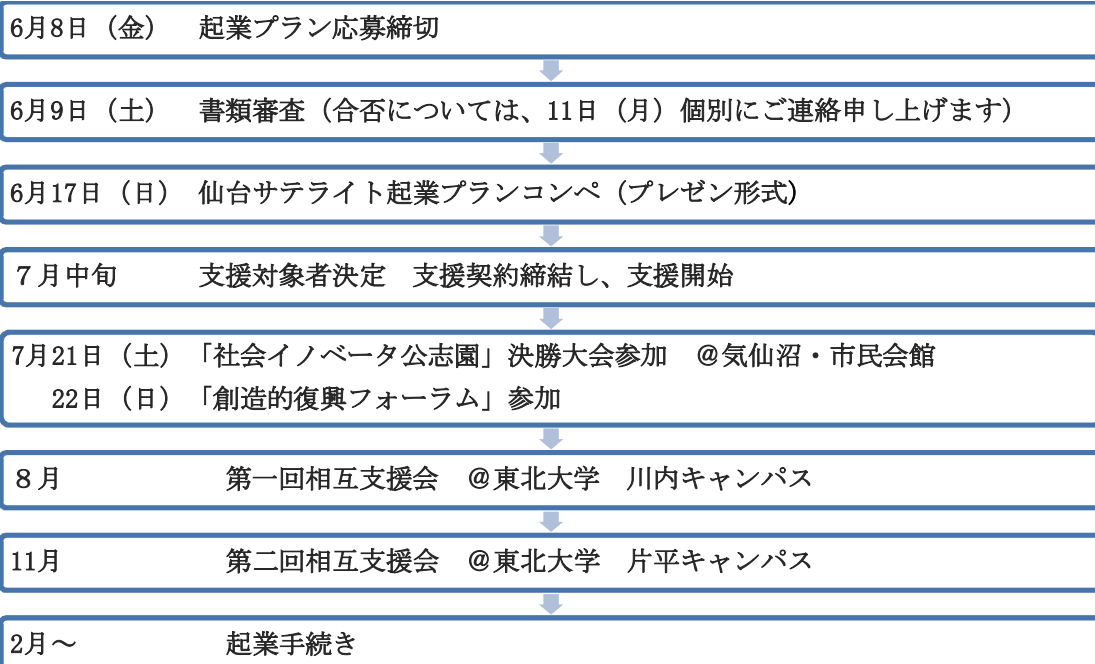 6月8日（金）　起業プラン応募締切
6月9日（土）　書類審査（合否については、11日（月）個別にご連絡申し上げます）
6月17日（日）　仙台サテライト起業プランコンペ（プレゼン形式)
７月中旬　　　支援対象者決定　支援契約締結し、支援開始
7月21日（土）「社会イノベータ公志園」決勝大会参加　＠気仙沼・市民会館
22日（日）「創造的復興フォーラム」参加
８月　　　　　第一回相互支援会　＠東北大学　川内キャンパス
11月　　　　　第二回相互支援会　＠東北大学　片平キャンパス
2月～　　　　　起業手続き